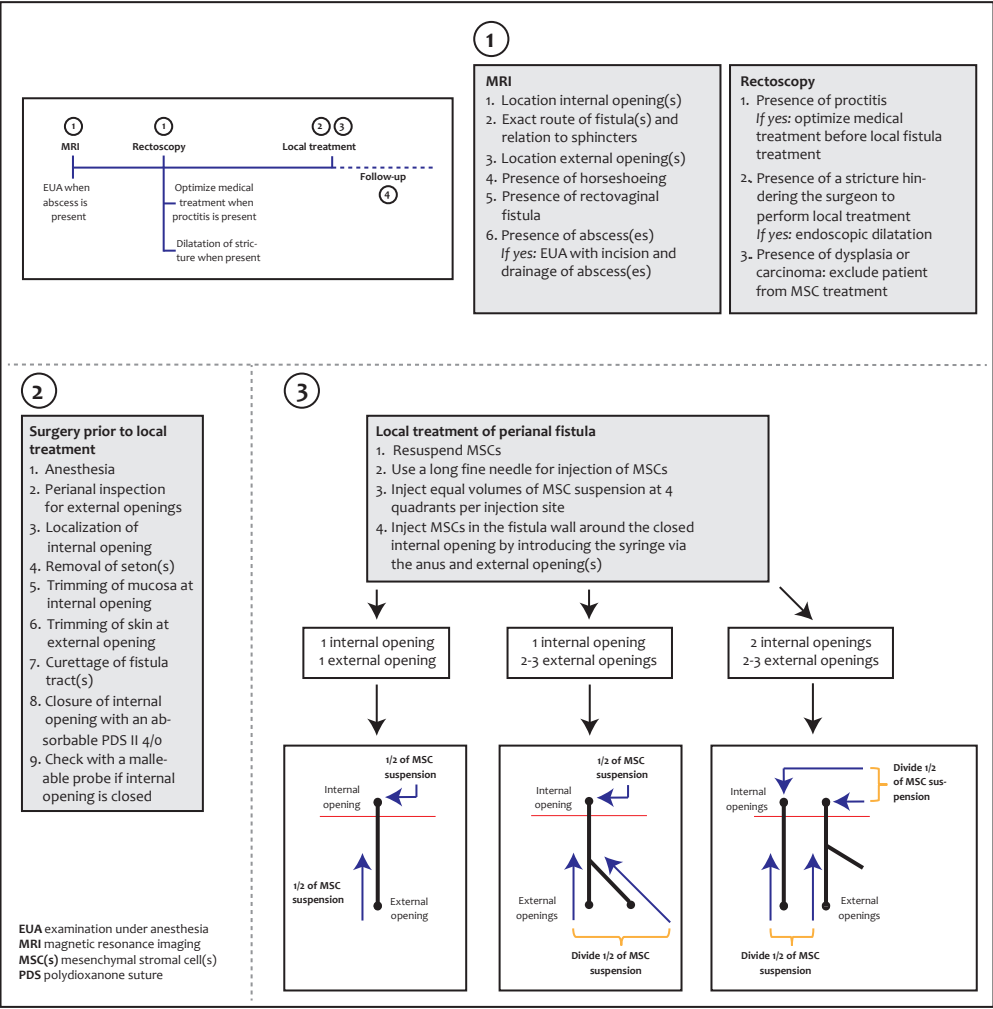 1
MRI
1. Location internal opening(s)
2. Exact route of fistula(s) and
relation to sphincters
3. Location external opening(s)
4. Presence of horseshoeing
5. Presence of rectovaginal
fistula
6. Presence of abscess(es)
If yes: EUA with incision and
drainage of abscess(es)
Rectoscopy
1. Presence of proctitis
If yes: optimize medical
treatment before local fistula
treatment
2. Presence of a stricture hin-
dering the surgeon to
perform local treatment
If yes: endoscopic dilatation
3. Presence of dysplasia or
carcinoma: exclude patient
from MSC treatment
1
MRI
1
Rectoscopy
2 3
Local treatment
Follow-up
4
EUA when
abscess is
present
Optimize medical
treatment when
proctitis is present
Dilatation of stric-
ture when present
2
Surgery prior to local
treatment
1. Anesthesia
2. Perianal inspection
for external openings
3. Localization of
internal opening
4. Removal of seton(s)
5. Trimming of mucosa at
internal opening
6. Trimming of skin at
external opening
7. Curettage of fistula
tract(s)
8. Closure of internal
opening with an ab-
sorbable PDS II 4/0
9. Check with a malle-
able probe if internal
opening is closed
EUA examination under anesthesia
MRI magnetic resonance imaging
MSC(s) mesenchymal stromal cell(s)
PDS polydioxanone suture
3
Local treatment of perianal fistula
1. Resuspend MSCs
2. Use a long fine needle for injection of MSCs
3. Inject equal volumes of MSC suspension at 4
quadrants per injection site
4. Inject MSCs in the fistula wall around the closed
internal opening by introducing the syringe via
the anus and external opening(s)
1 internal opening
1 external opening
1 internal opening
2-3 external openings
2 internal openings
2-3 external openings
1/2 of MSC
suspension
Internal
opening
1/2 of MSC
suspension
External
opening
1/2 of MSC
suspension
Internal
opening
External
openings
Divide 1/2 of MSC
suspension
Divide 1/2
of MSC sus-
pension
Internal
openings
External
openings
Divide 1/2 of MSC
suspension